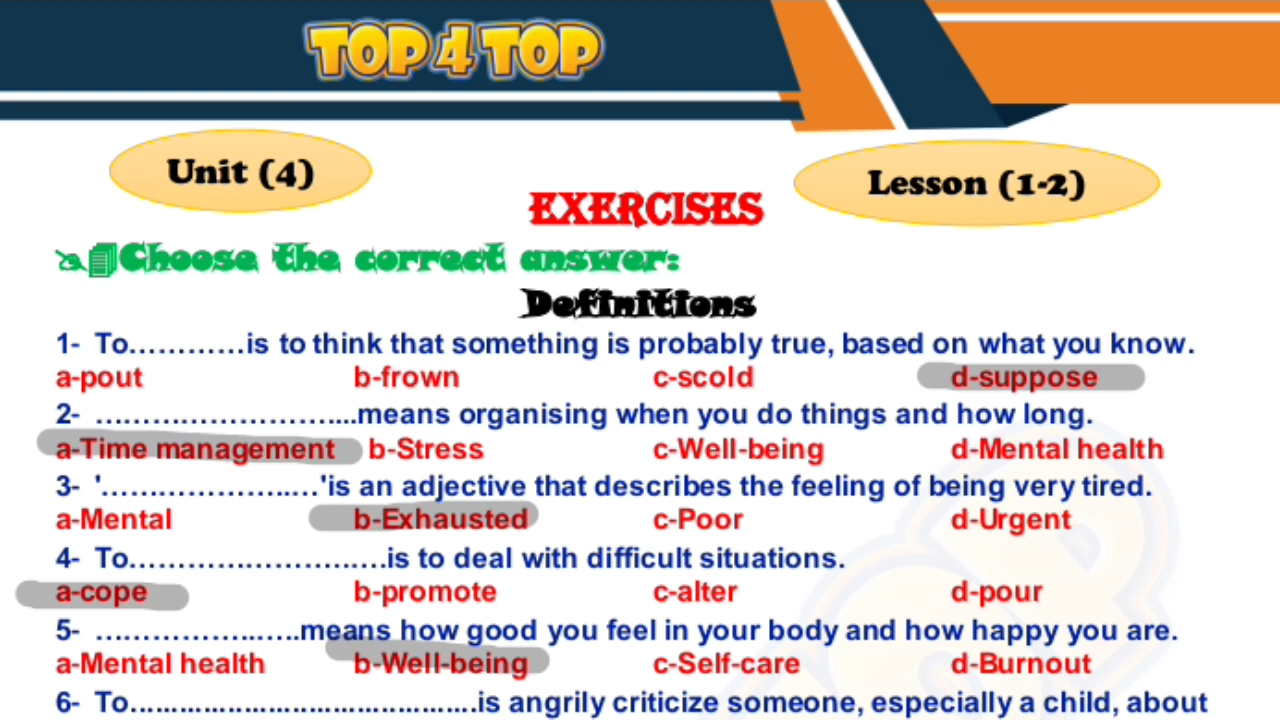 TOP 4 TOP
Unit (4)
Lesson (1-2)
EXERCISES
Choose the correct answer:
Definitions
1- To…………is to think that something is probably true, based on what you know.
a-pout b-frown c-scold d-suppose
2- ……………………....means organising when you do things and how long.
a-Time management b-Stress c-Well-being d-Mental health
3- '…………………..…'is an adjective that describes the feeling of being very tired.
a-Mental b-Exhausted c-Poor d-Urgent
4- To……………………….…is to deal with difficult situations.
a-cope b-promote c-alter d-pour
5- ……………...…..means how good you feel in your body and how happy you are.
a-Mental health b-Well-being c-Self-care d-Burnout
6- To..........................................is angrily criticize someone, especially a child, about